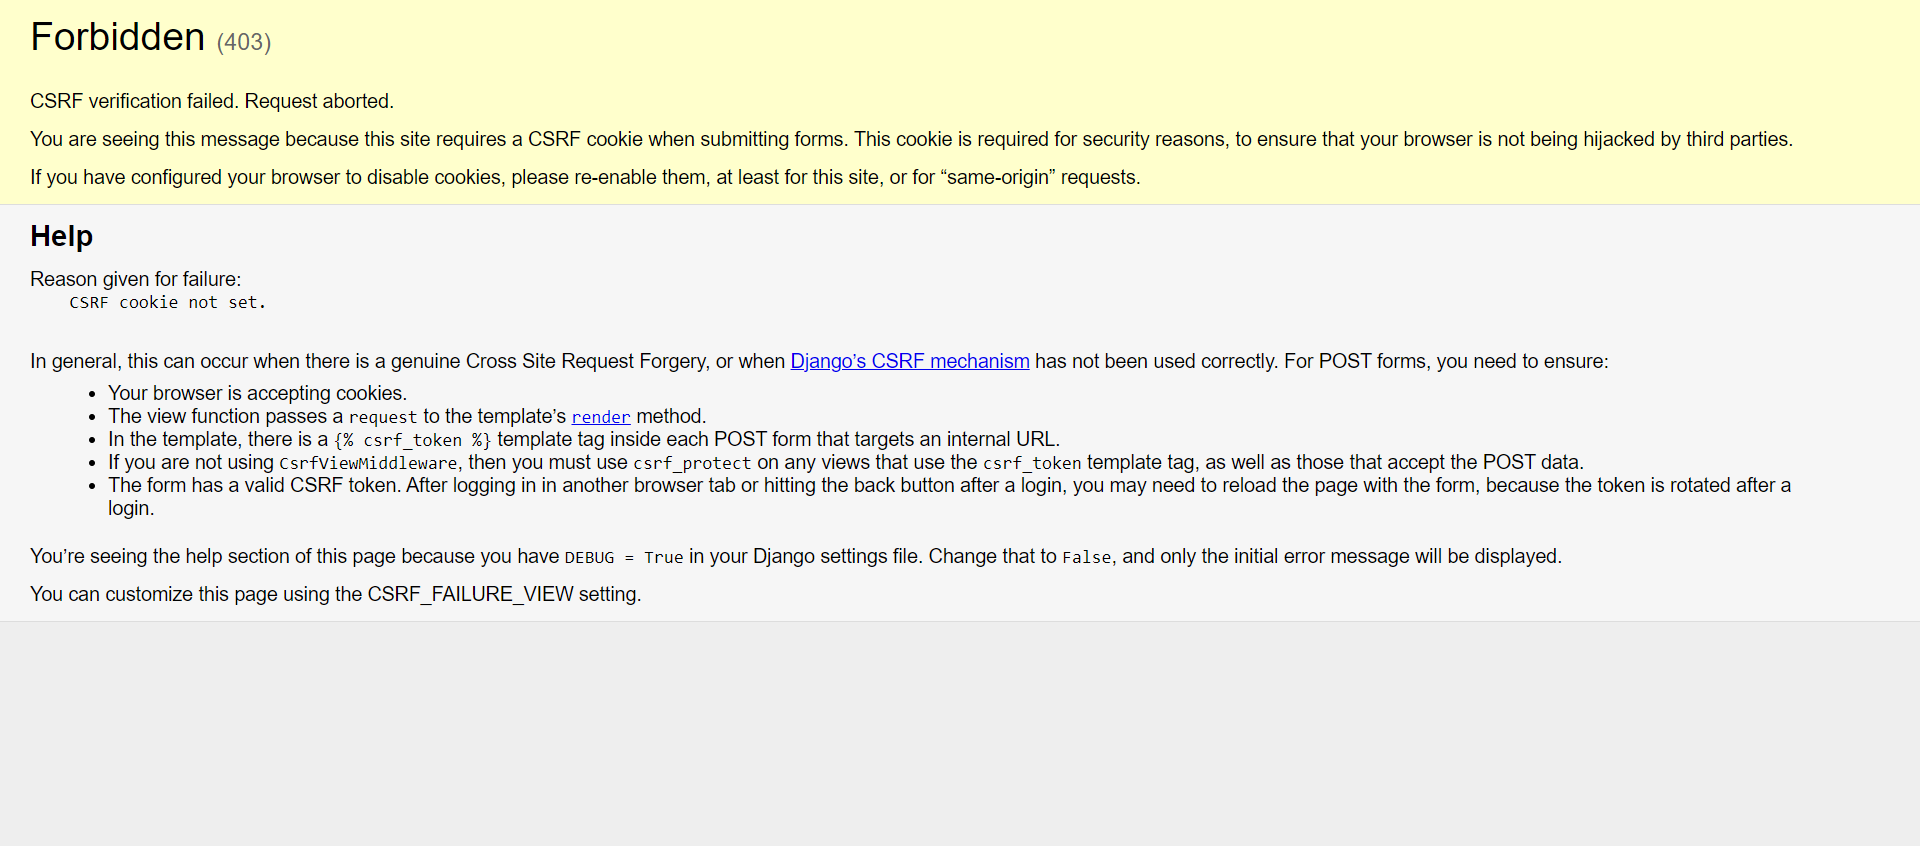 Forbidden (403)
CSRF verification failed. Request aborted.
You are seeing this message because this site requires a CSRF cookie when submitting forms. This cookie is required for security reasons, to ensure that your browser is not being hijacked by third parties.
If you have configured your browser to disable cookies, please re-enable them, at least for this site, or for “same-origin” requests.
Help
Reason given for failure:
CSRF cookie not set.
In general, this can occur when there is a genuine Cross Site Request Forgery, or when Django’s CSRF mechanism has not been used correctly. For POST forms, you need to ensure:
• Your browser is accepting cookies.
• The view function passes a request to the template’s render method.
• In the template, there is a {% csrf_token %} template tag inside each POST form that targets an internal URL.
• If you are not using CsrfViewMiddleware, then you must use csrf_protect on any views that use the csrf_token template tag, as well as those that accept the POST data.
• The form has a valid CSRF token. After logging in in another browser tab or hitting the back button after a login, you may need to reload the page with the form, because the token is rotated after a
login.
You’re seeing the help section of this page because you have DEBUG = True in your Django settings file. Change that to False, and only the initial error message will be displayed.
You can customize this page using the CSRF_FAILURE_VIEW setting.